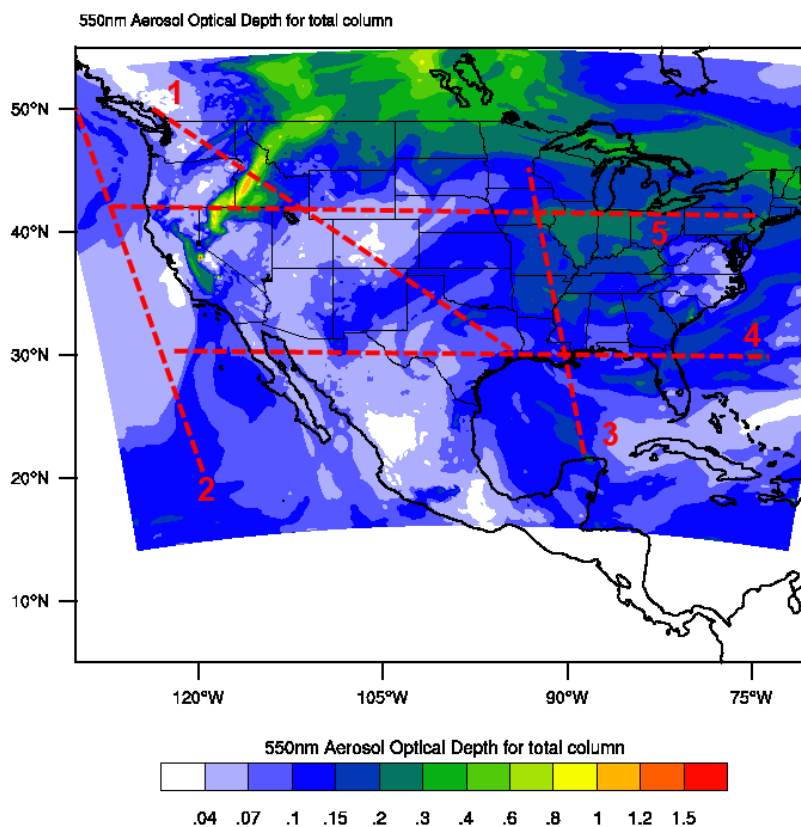 550nm Aerosol Optical Depth for total column
1
50°N
40°N
5
4
30°N
3
2
20°N
10°N
120°W 105°W 90°W 75°W
550nm Aerosol Optical Depth for total column
.04 .07 .1 .15 .2 .3 .4 .6 .8 1 1.2 1.5